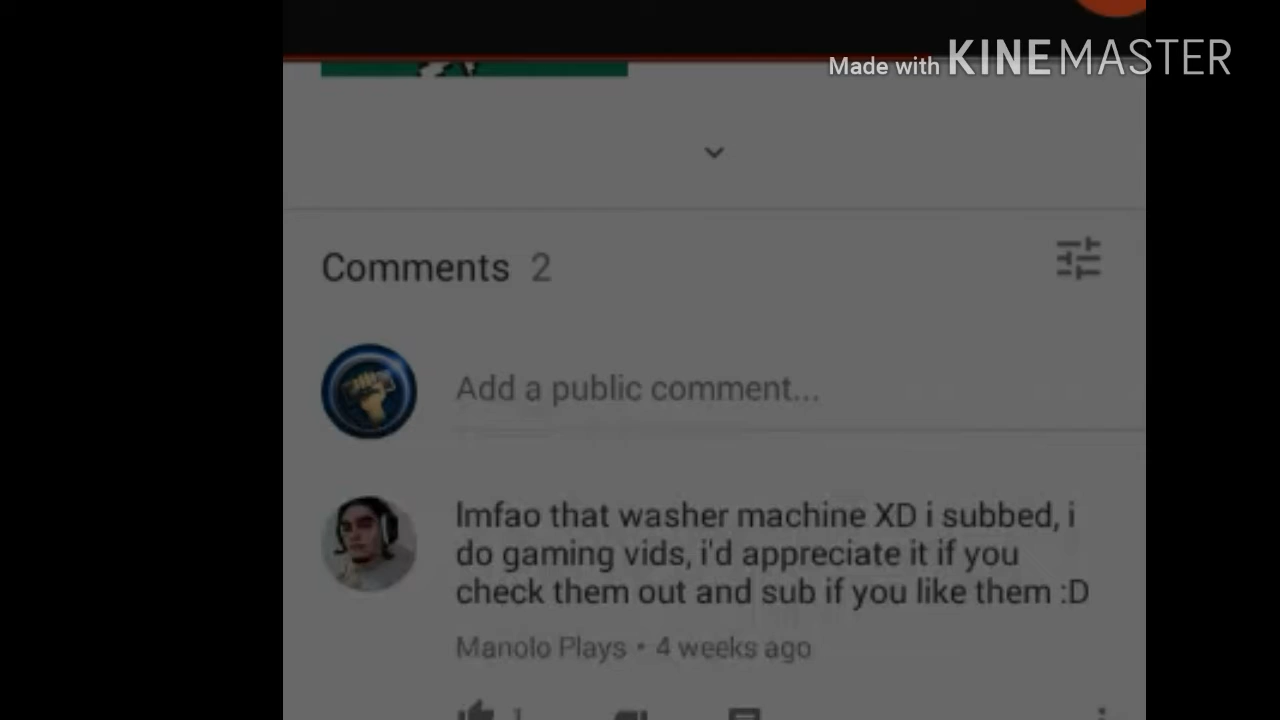 Made with KINEMASTER
Comments 2
Add a public comment...
lmfao that washer machine XD i subbed, i
do gaming vids, i'd appreciate it if you
check them out and sub if you like them :D
Manolo Plays • 4 weeks ago
1